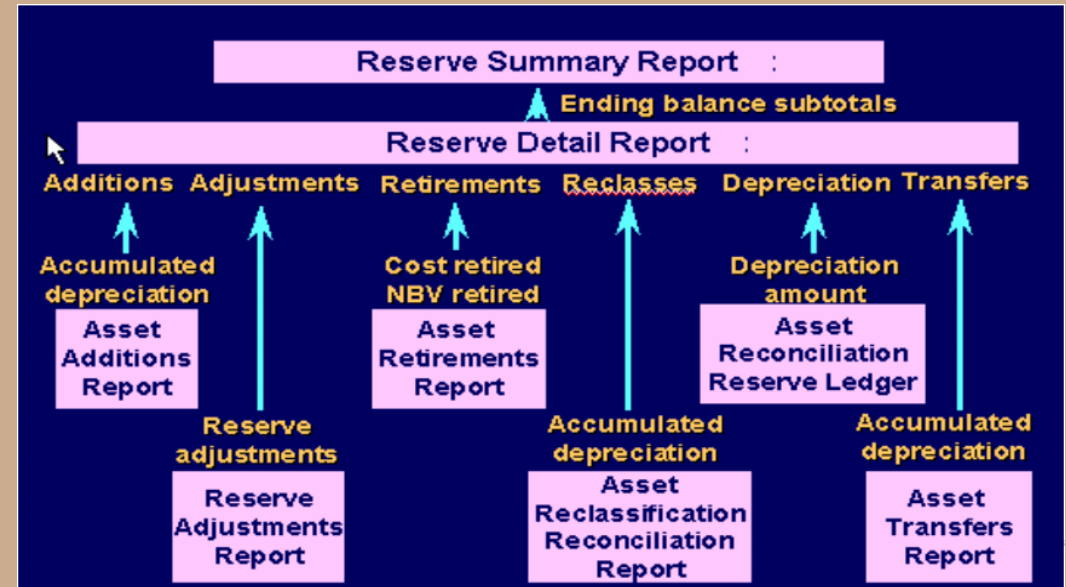 Reserve Summary Report :
Ending balance subtotals
Reserve Detail Report :
Additions Adjustments Retirements Reclasses Depreciation Transfers
Accumulated
depreciation
Asset
Additions
Report
Reserve
adjustments
Reserve
Adjustments
Report
Cost retired
NBV retired
Asset
Retirements
Report
Accumulated
depreciation
Asset
Reclassification
Reconciliation
Report
Depreciation
amount
Asset
Reconciliation
Reserve Ledger
Accumulated
depreciation
Asset
Transfers
Report